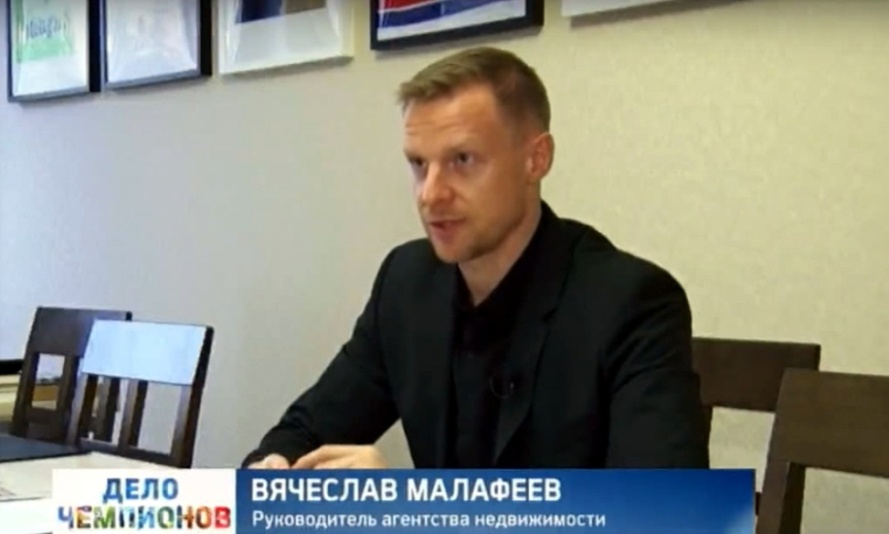 ДЕЛО
ЧЕМПИОНОВ
ВЯЧЕСЛАВ МАЛАФЕЕВ
Руководитель агентства недвижимости